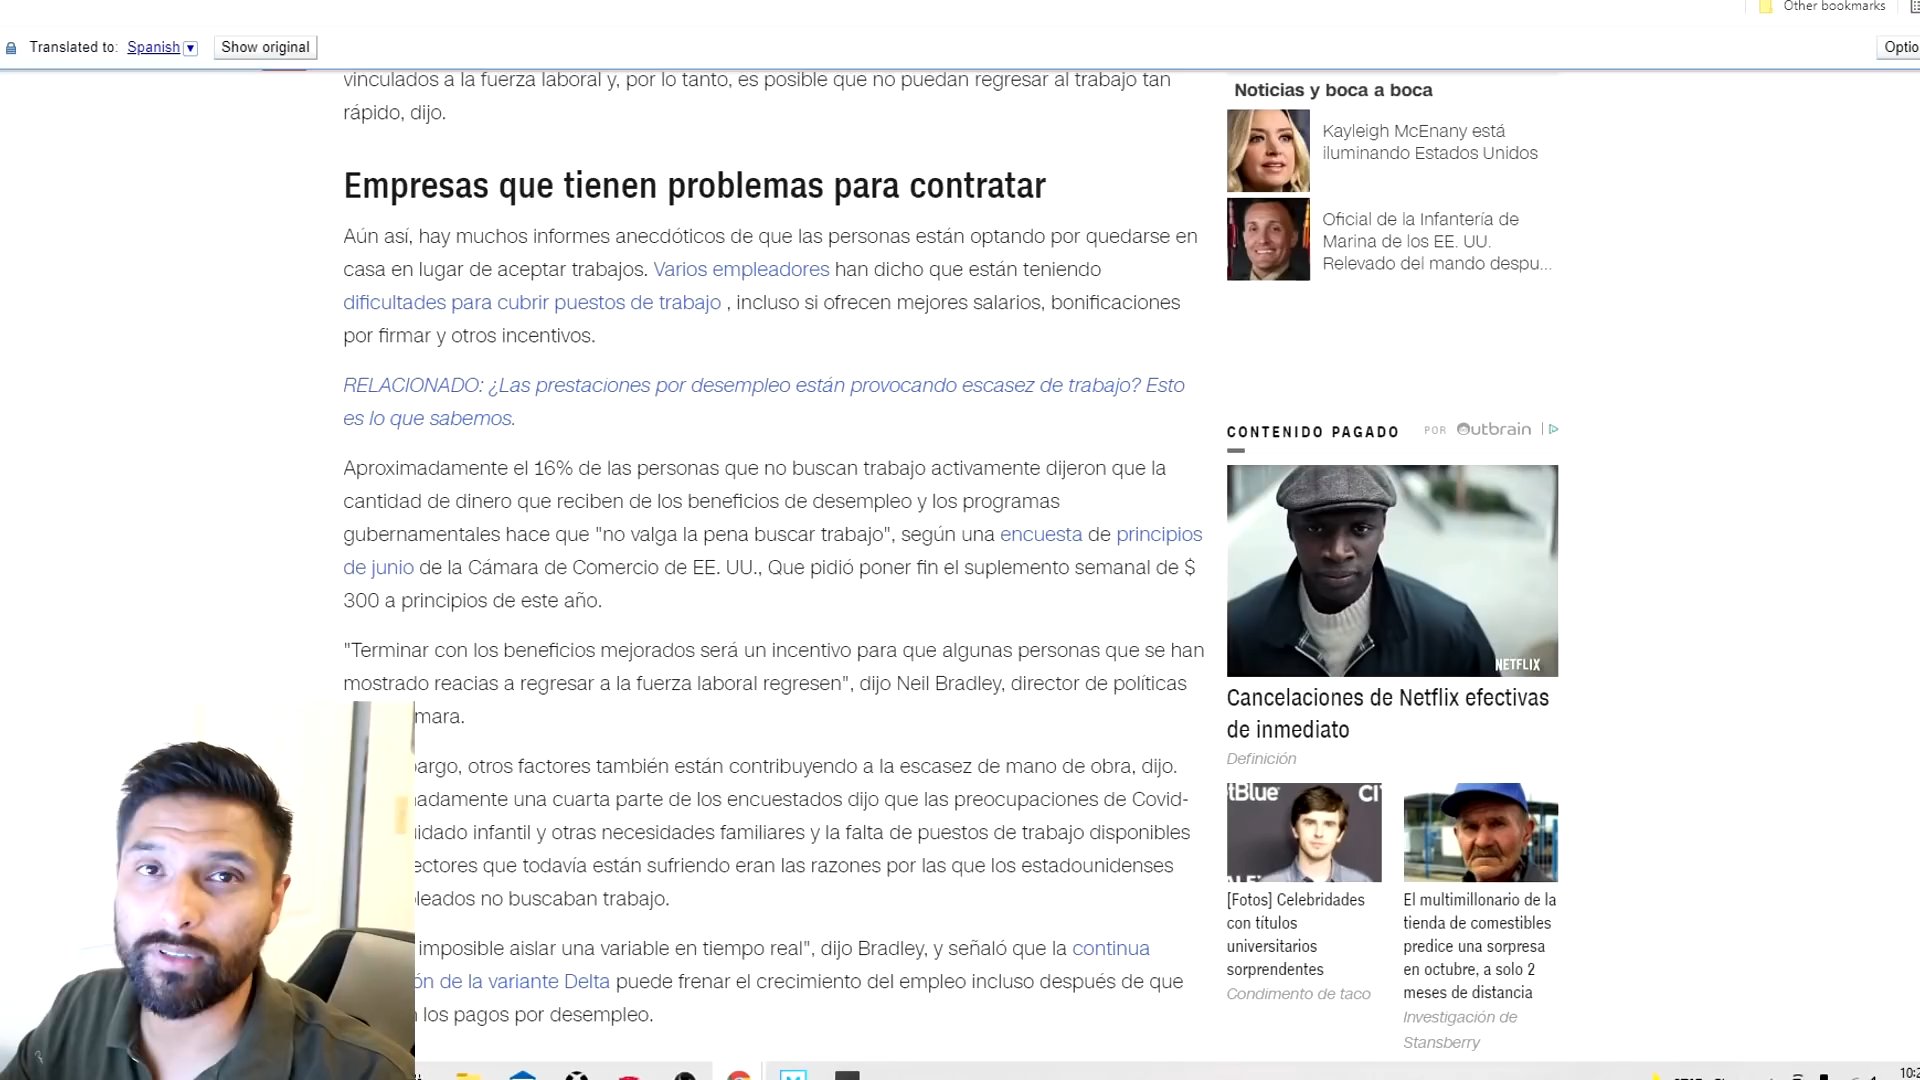 Other bookmarks
Translated to: Spanish Show original
vinculados a la fuerza laboral y, por lo tanto, es posible que no puedan regresar al trabajo tan
rápido, dijo.
Empresas que tienen problemas para contratar
Aún así, hay muchos informes anecdóticos de que las personas están optando por quedarse en
casa en lugar de aceptar trabajos. Varios empleadores han dicho que están teniendo
dificultades para cubrir puestos de trabajo , incluso si ofrecen mejores salarios, bonificaciones
por firmar y otros incentivos.
RELACIONADO: ¿Las prestaciones por desempleo están provocando escasez de trabajo? Esto
es lo que sabemos.
Aproximadamente el 16% de las personas que no buscan trabajo activamente dijeron que la
cantidad de dinero que reciben de los beneficios de desempleo y los programas
gubernamentales hace que "no valga la pena buscar trabajo", según una encuesta de principios
de junio de la Cámara de Comercio de EE. UU., Que pidió poner fin el suplemento semanal de $
300 a principios de este año.
"Terminar con los beneficios mejorados será un incentivo para que algunas personas que se han
mostrado reacias a regresar a la fuerza laboral regresen", dijo Neil Bradley, director de políticas
mara.
argo, otros factores también están contribuyendo a la escasez de mano de obra, dijo.
adamente una cuarta parte de los encuestados dijo que las preocupaciones de Covid-
idado infantil y otras necesidades familiares y la falta de puestos de trabajo disponibles
ectores que todavía están sufriendo eran las razones por las que los estadounidenses
leados no buscaban trabajo.
imposible aislar una variable en tiempo real", dijo Bradley, y señaló que la continua
ón de la variante Delta puede frenar el crecimiento del empleo incluso después de que
los pagos por desempleo.
Noticias y boca a boca
Kayleigh McEnany está
iluminando Estados Unidos
Oficial de la Infantería de
Marina de los EE. UU.
Relevado del mando despu...
CONTENIDO PAGADO POR Outbrain
NETFLIX
Cancelaciones de Netflix efectivas
de inmediato
Definición
tBlue CI
[Fotos] Celebridades
con títulos
universitarios
sorprendentes
Condimento de taco
El multimillonario de la
tienda de comestibles
predice una sorpresa
en octubre, a solo 2
meses de distancia
Investigación de
Stansberry